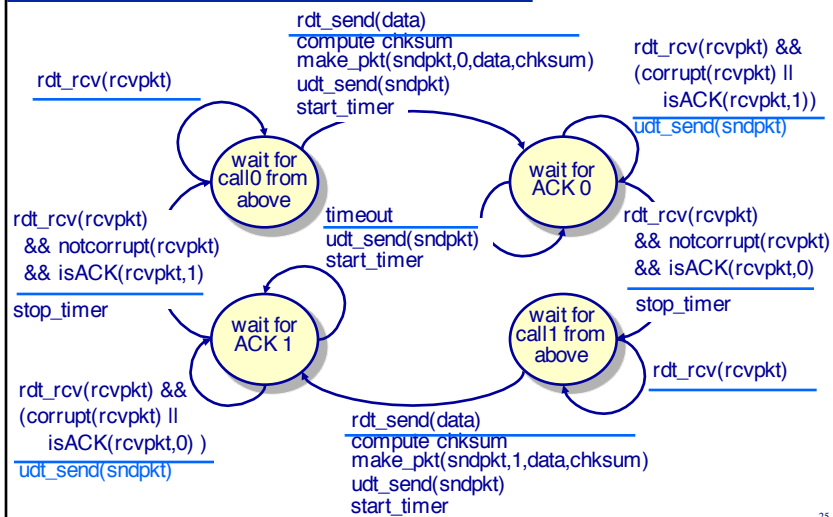 rdt_send(data)
compute chksum
make_pkt(sndpkt,0,data,chksum)
udt_send(sndpkt)
start_timer
rdt_rcv(rcvpkt) &&
(corrupt(rcvpkt) ||
isACK(rcvpkt,1))
udt_send(sndpkt)
rdt_rcv(rcvpkt)
wait for
call0 from
above
wait for
ACK 0
rdt_rcv(rcvpkt)
&& notcorrupt(rcvpkt)
&& isACK(rcvpkt,1)
stop_timer
timeout
udt_send(sndpkt)
start_timer
rdt_rcv(rcvpkt)
&& notcorrupt(rcvpkt)
&& isACK(rcvpkt,0)
stop_timer
wait for
ACK 1
wait for
call1 from
above
rdt_rcv(rcvpkt)
rdt_rcv(rcvpkt) &&
(corrupt(rcvpkt) ||
isACK(rcvpkt,0) )
udt_send(sndpkt)
rdt_send(data)
compute chksum
make_pkt(sndpkt,1,data,chksum)
udt_send(sndpkt)
start_timer
25